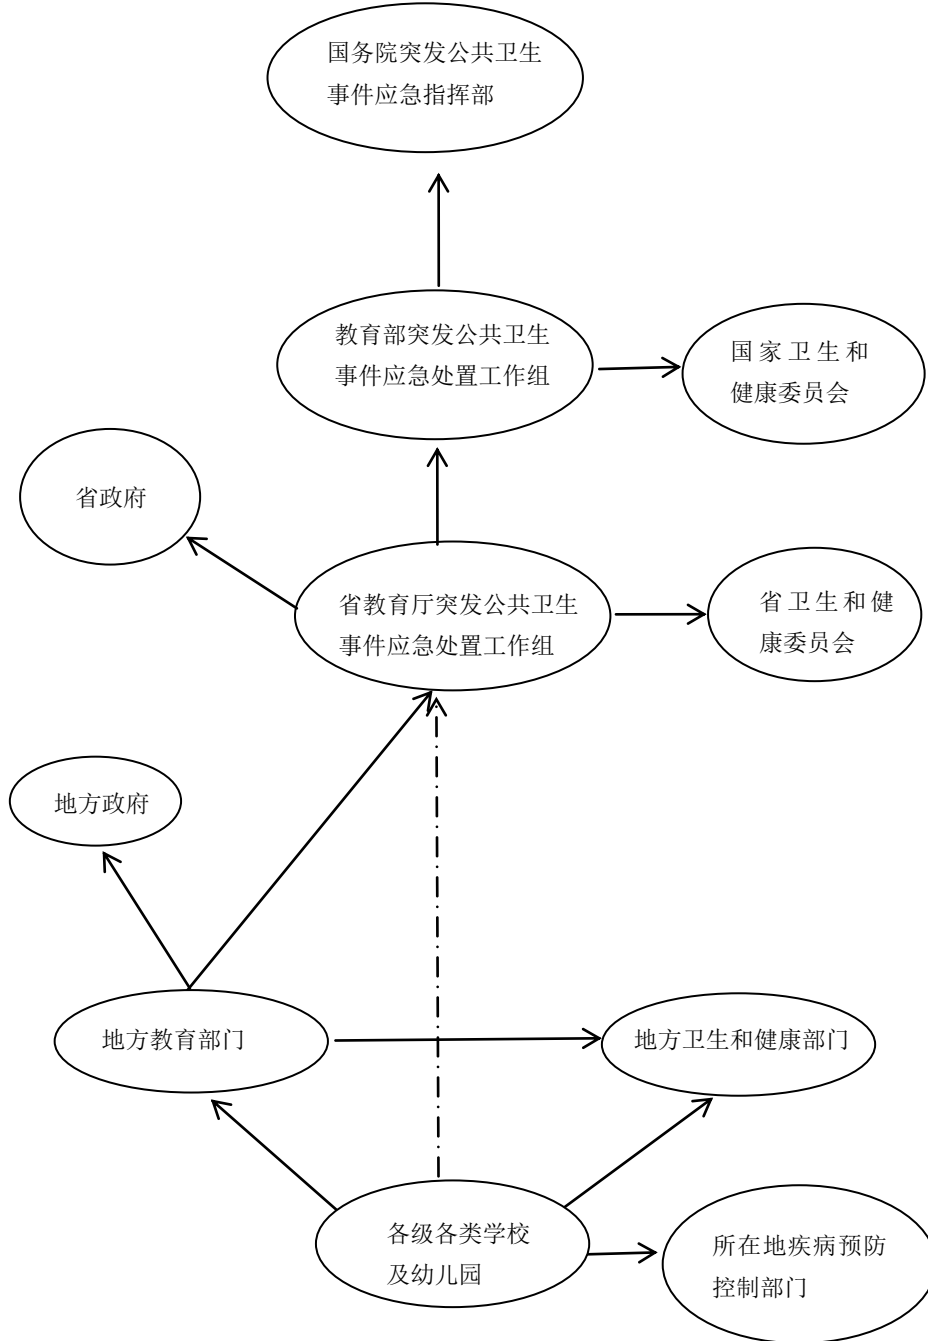 国务院突发公共卫生
事件应急指挥部
教育部突发公共卫生
事件应急处置工作组
国家卫生和
健康委员会
省政府
省教育厅突发公共卫生
事件应急处置工作组
省卫生和健
康委员会
地方政府
地方教育部门
地方卫生和健康部门
各级各类学校
及幼儿园
所在地疾病预防
控制部门